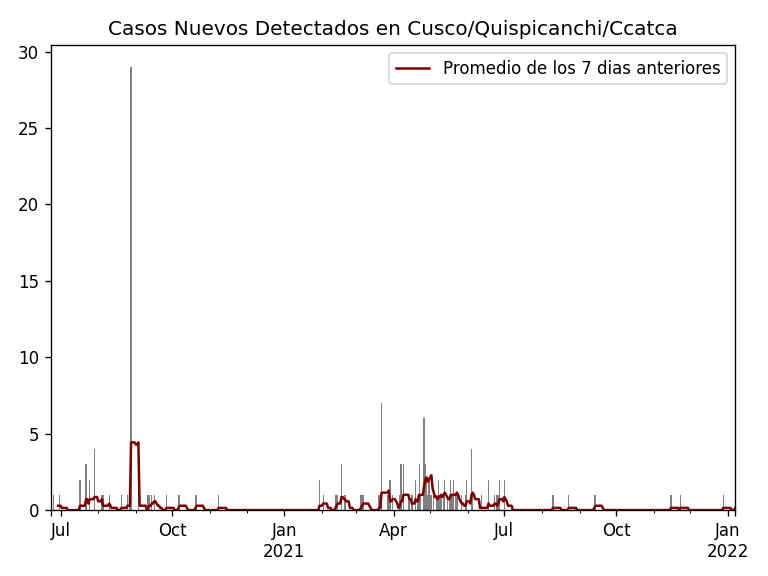 Casos Nuevos Detectados en Cusco/Quispicanchi/Ccatca
Promedio de los 7 dias anteriores
30
25
20
15
10
5
0
Jul Oct Jan Apr Jul Oct Jan
2021 2022